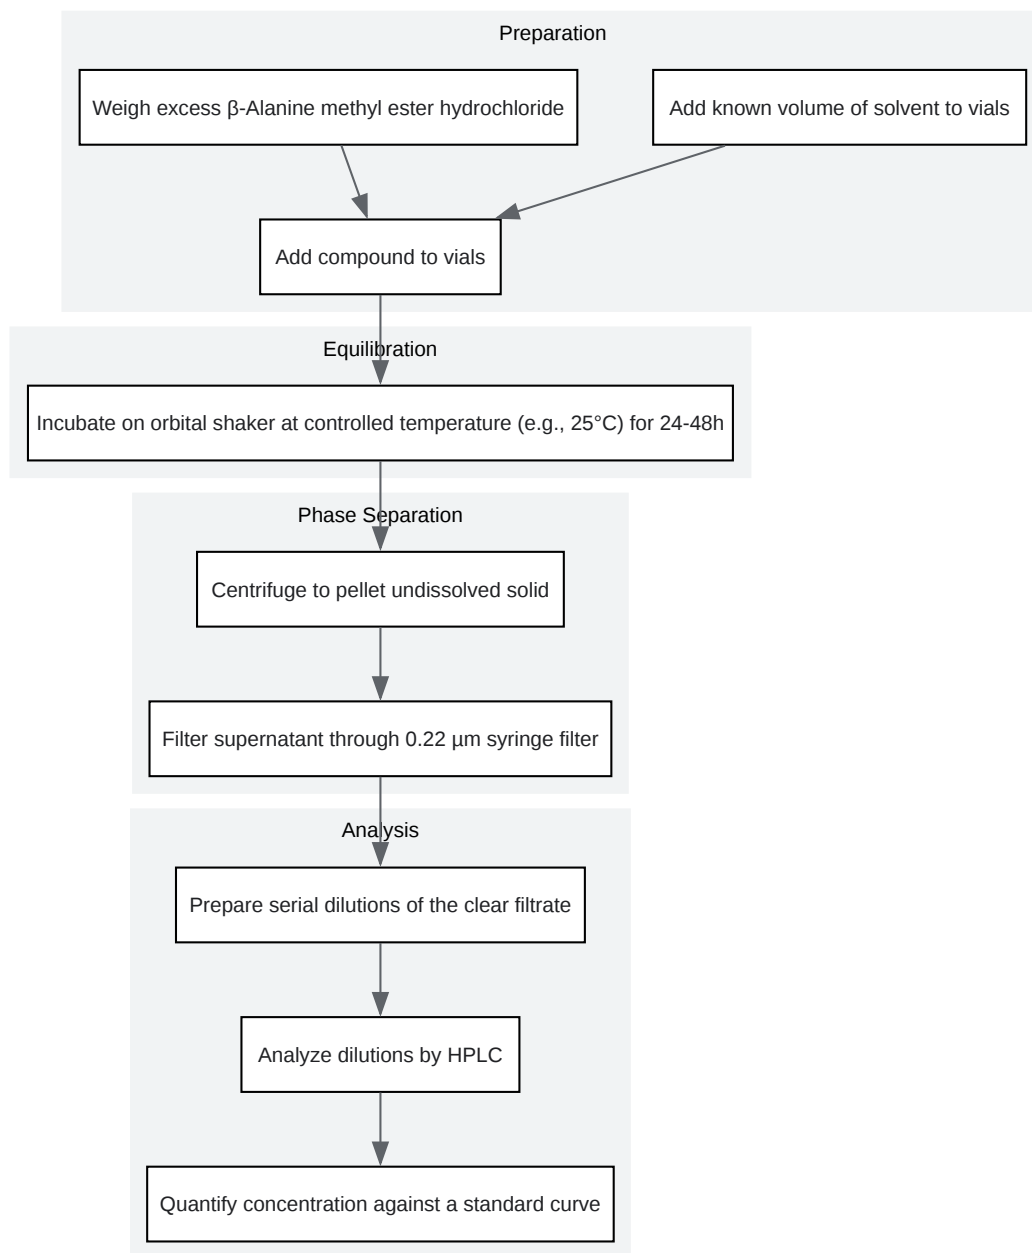 Preparation
Weigh excess β-Alanine methyl ester hydrochloride
Add known volume of solvent to vials
Add compound to vials
Equilibration
Incubate on orbital shaker at controlled temperature (e.g., 25°C) for 24-48h
Phase Separation
Centrifuge to pellet undissolved solid
Filter supernatant through 0.22 µm syringe filter
Analysis
Prepare serial dilutions of the clear filtrate
Analyze dilutions by HPLC
Quantify concentration against a standard curve